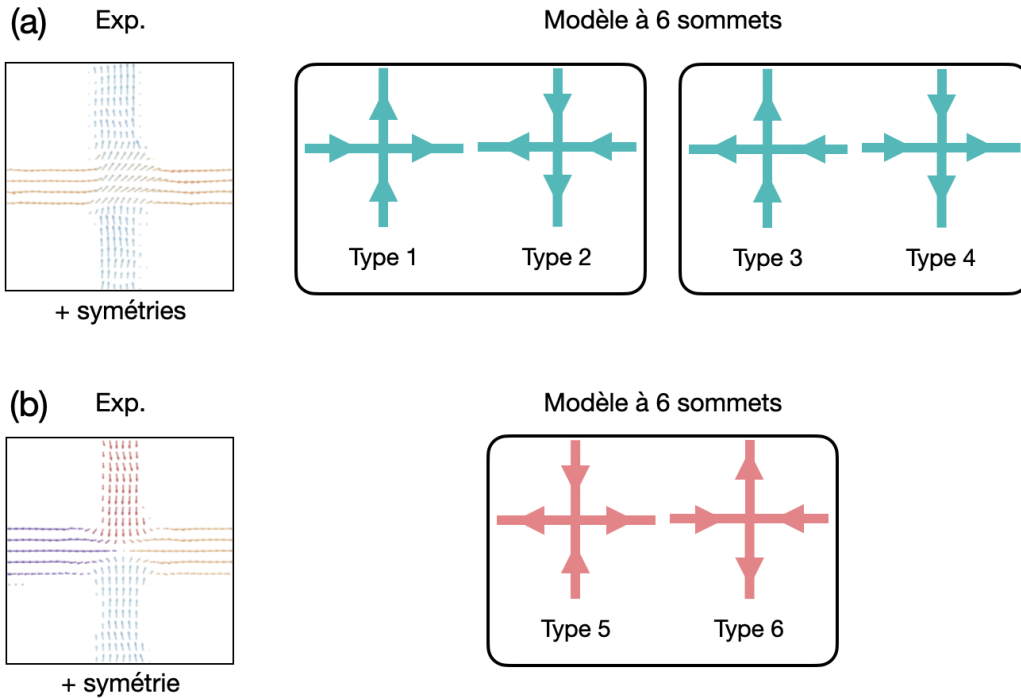 (a) Exp. Modèle à 6 sommets
Type 1 Type 2 Type 3 Type 4
+ symétries
(b) Exp. Modèle à 6 sommets
Type 5 Type 6
+ symétrie